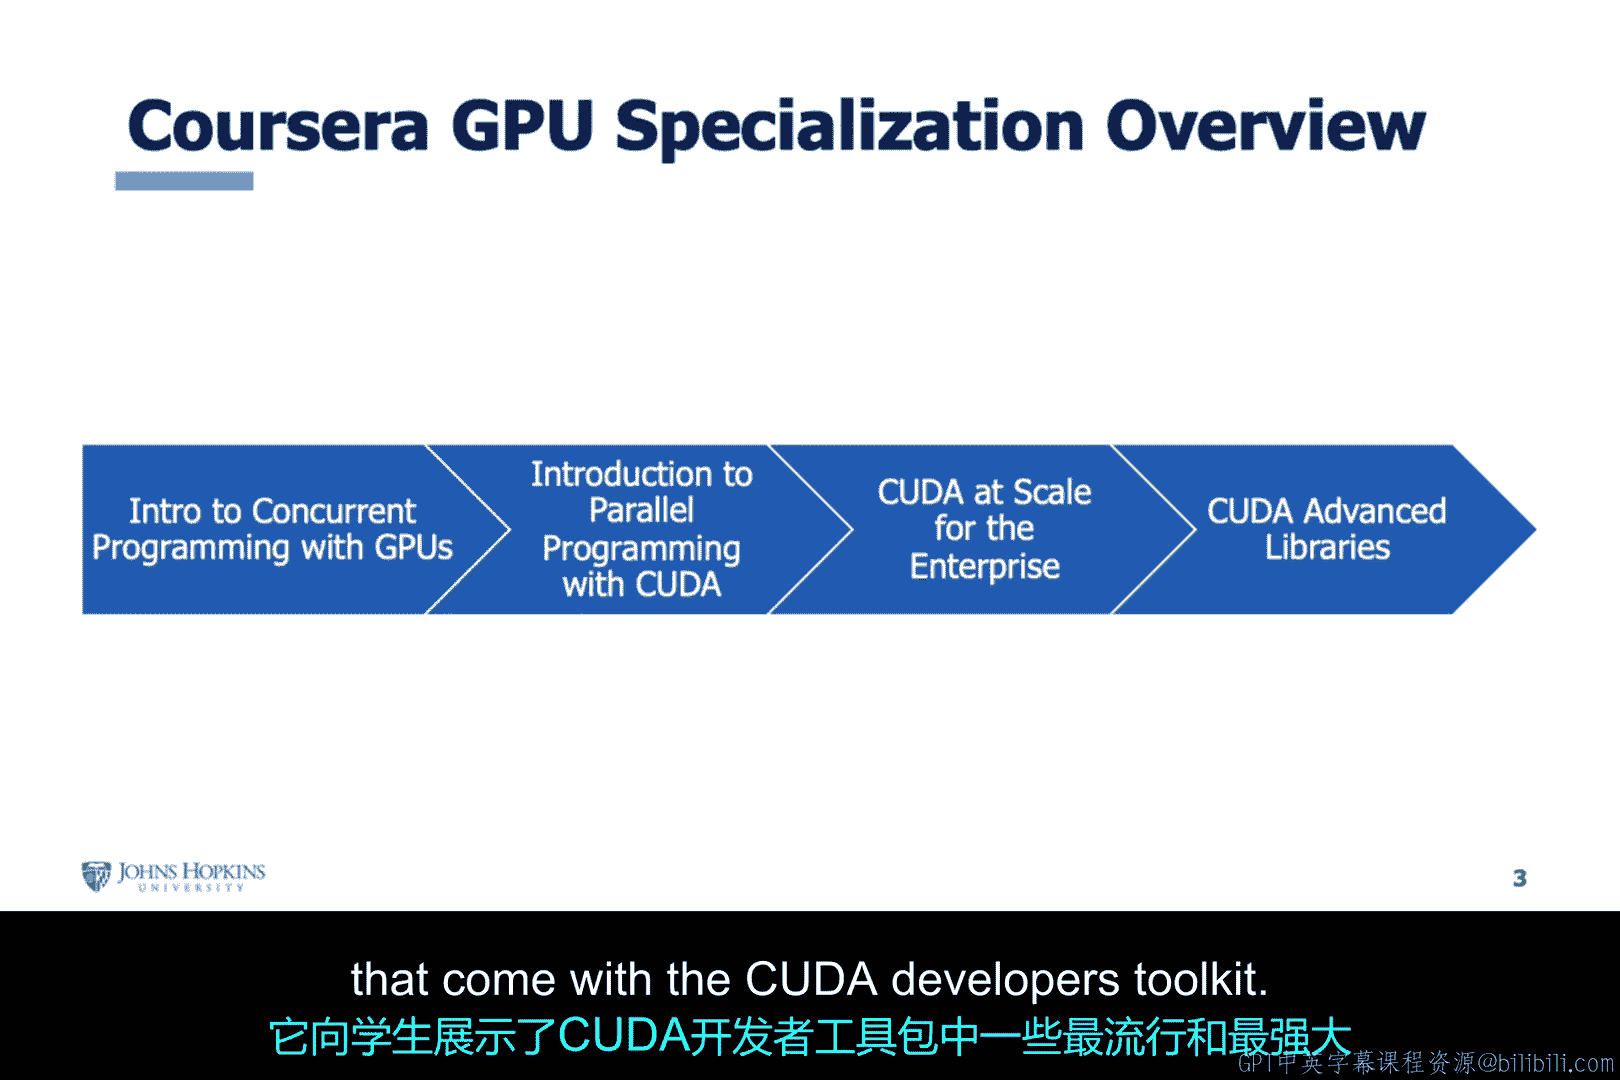 Coursera GPU Specialization Overview
Intro to Concurrent
Programming with GPUs
Introduction to
Parallel
Programming
with CUDA
CUDA at Scale
for the
Enterprise
CUDA Advanced
Libraries
JOHNS HOPKINS
UNIVERSITY
3
that come with the CUDA developers toolkit.
它向学生展示了CUDA开发者工具包中一些最流行和最强大
GPT中英字幕课程资源@bilibili.com